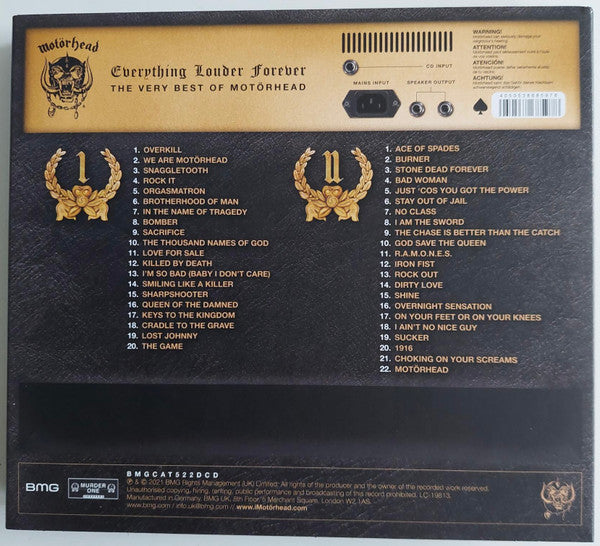 Motörhead
Everything Louder Forever
THE VERY BEST OF MOTÖRHEAD
CD INPUT
MAINS INPUT
SPEAKER OUTPUT
WARNING!
ATTENTION!
ATENCIÓN!
ACHTUNG!
I
1. OVERKILL
2. WE ARE MOTÖRHEAD
3. SNAGGLETOOTH
4. ROCK IT
5. ORGASMATRON
6. BROTHERHOOD OF MAN
7. IN THE NAME OF TRAGEDY
8. BOMBER
9. SACRIFICE
10. THE THOUSAND NAMES OF GOD
11. LOVE FOR SALE
12. KILLED BY DEATH
13. I'M SO BAD (BABY I DON'T CARE)
14. SMILING LIKE A KILLER
15. SHARPSHOOTER
16. QUEEN OF THE DAMNED
17. KEYS TO THE KINGDOM
18. CRADLE TO THE GRAVE
19. LOST JOHNNY
20. THE GAME
II
1. ACE OF SPADES
2. BURNER
3. STONE DEAD FOREVER
4. BAD WOMAN
5. JUST 'COS YOU GOT THE POWER
6. STAY OUT OF JAIL
7. NO CLASS
8. I AM THE SWORD
9. THE CHASE IS BETTER THAN THE CATCH
10. GOD SAVE THE QUEEN
11. R.A.M.O.N.E.S.
12. IRON FIST
13. ROCK OUT
14. DIRTY LOVE
15. SHINE
16. OVERNIGHT SENSATION
17. ON YOUR FEET OR ON YOUR KNEES
18. I AIN'T NO NICE GUY
19. SUCKER
20. 1916
21. CHOKING ON YOUR SCREAMS
22. MOTÖRHEAD
BMG
MURDER ONE
BMGCAT522DCD
℗ & © 2021 BMG Rights Management (UK) Limited. All rights of the producer and the owner of the recorded work reserved.
Unauthorised copying, hiring, renting, public performance and broadcasting of this record prohibited. LC-19813.
Manufactured in Germany. BMG UK, 8th Floor, 5 Merchant Square, London W2 1AS.
www.bmg.com / info.uk@bmg.com / www.iMotörhead.com